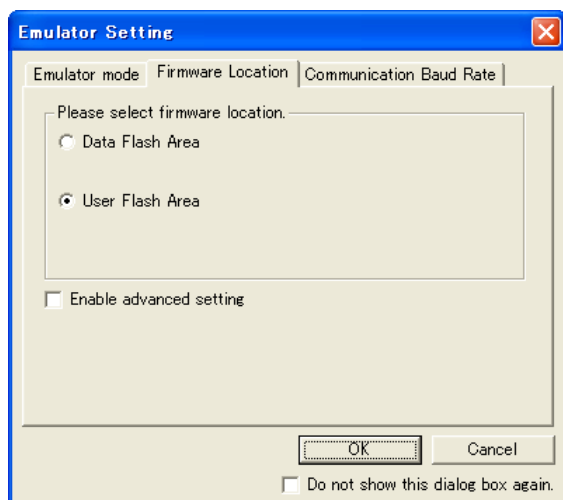 Emulator Setting
Emulator mode
Firmware Location
Communication Baud Rate
Please select firmware location.
Data Flash Area
User Flash Area
Enable advanced setting
OK
Cancel
Do not show this dialog box again.